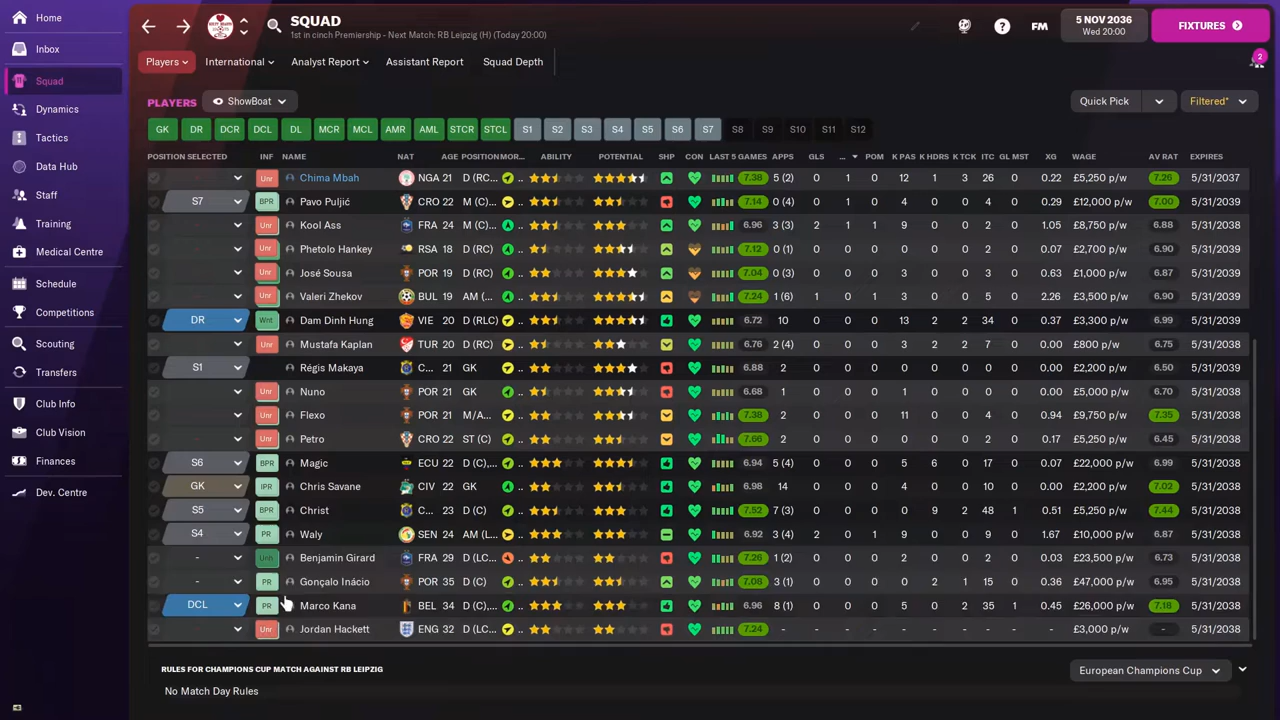 Home
SQUAD
1st in cinch Premiership - Next Match: RB Leipzig (H) (Today 20:00)
FM
5 NOV 2036
Wed 20:00
FIXTURES
Inbox
2
Players
International
Analyst Report
Assistant Report
Squad Depth
Squad
PLAYERS
ShowBoat
Quick Pick
Filtered*
Dynamics
GK DR DCR DCL DL MCR MCL AMR AML STCR STCL S1 S2 S3 S4 S5 S6 S7 S8 S9 S10 S11 S12
Tactics
Data Hub
Staff
Training
Medical Centre
Schedule
Competitions
Scouting
Transfers
Club Info
Club Vision
Finances
Dev. Centre
POSITION SELECTED INF NAME NAT AGE POSITION MOR... ABILITY POTENTIAL SHP CON LAST 5 GAMES APPS GLS ... POM K PAS K HDRS K TCK ITC GL MST XG WAGE AV RAT EXPIRES
- Unr Chima Mbah NGA 21 D (RC... .. 7.38 5 (2) 0 1 0 12 1 0 26 0 0.22 £5,250 p/w 7.26 5/31/2037
S7 BPR Pavo Puljić CRO 22 M (C)... .. 7.14 0 (4) 0 1 0 4 0 0 4 0 0.29 £12,000 p/w 7.00 5/31/2038
- Unr Kool Ass FRA 24 M (C)... .. 6.96 3 (3) 2 1 1 9 0 0 2 0 1.05 £8,750 p/w 6.88 5/31/2038
- Unr Phetolo Hankey RSA 18 D (RC) .. 7.12 0 (1) 0 0 0 0 0 0 2 0 0.00 £2,700 p/w 6.90 5/31/2039
- Unr José Sousa POR 19 M (RC) .. 7.04 0 (3) 0 0 0 3 0 0 3 0 0.63 £1,000 p/w 6.87 5/31/2039
- Unr Valeri Zhekov BUL 19 AM (... .. 7.24 1 (6) 1 0 1 3 0 0 5 0 2.26 £3,500 p/w 6.90 5/31/2039
DR Wnt Dam Dinh Hung VIE 20 D (RLC) .. 6.72 10 0 0 0 13 2 0 34 0 0.37 £3,300 p/w 6.99 5/31/2039
- Unr Mustafa Kaplan TUR 20 D (RC) .. 6.76 2 (4) 0 0 0 3 2 2 7 0 0.00 £800 p/w 6.75 5/31/2038
S1 Régis Makaya C... 21 GK 6.88 2 0 0 0 0 0 0 0 0 0.00 £2,200 p/w 6.50 5/31/2039
- Unr Nuno POR 21 GK .. 6.68 1 0 0 0 1 0 0 0 0 0.00 £5,000 p/w 6.70 5/31/2038
- Unr Flexo POR 21 M/A... .. 7.38 2 0 0 0 11 0 0 4 0 0.94 £9,750 p/w 7.35 5/31/2038
- Unr Petro CRO 22 ST (C) .. 7.66 2 0 0 0 1 0 0 2 0 0.17 £5,250 p/w 6.45 5/31/2038
S6 BPR Magic ECU 22 D (C),... .. 6.94 5 (4) 0 0 0 5 6 0 17 0 0.07 £22,000 p/w 6.99 5/31/2038
GK IPR Chris Savane CIV 22 GK .. 6.98 14 0 0 0 4 0 0 10 0 0.00 £2,200 p/w 7.02 5/31/2038
S5 BPR Christ C... 23 D (C) .. 7.52 7 (3) 0 0 0 0 9 2 48 1 0.51 £5,250 p/w 7.44 5/31/2038
S4 PR Waly SEN 24 AM (L... .. 6.92 3 (4) 2 0 1 9 0 0 9 0 1.67 £10,000 p/w 6.87 5/31/2038
- Unh Benjamin Girard FRA 29 D (LC... .. 7.26 1 (2) 0 0 0 2 0 0 2 0 0.03 £23,500 p/w 6.73 5/31/2038
- PR Gonçalo Inácio POR 35 D (C) .. 7.08 3 (1) 0 0 0 0 2 0 15 0 0.36 £47,000 p/w 6.95 5/31/2038
DCL PR Marco Kana BEL 34 D (C),... .. 6.96 8 (1) 0 0 0 5 0 2 35 1 0.45 £26,000 p/w 7.18 5/31/2038
- Unr Jordan Hackett ENG 32 D (LC... .. 7.24 - - - - - - - - - - £3,000 p/w - 5/31/2038
RULES FOR CHAMPIONS CUP MATCH AGAINST RB LEIPZIG
European Champions Cup
No Match Day Rules